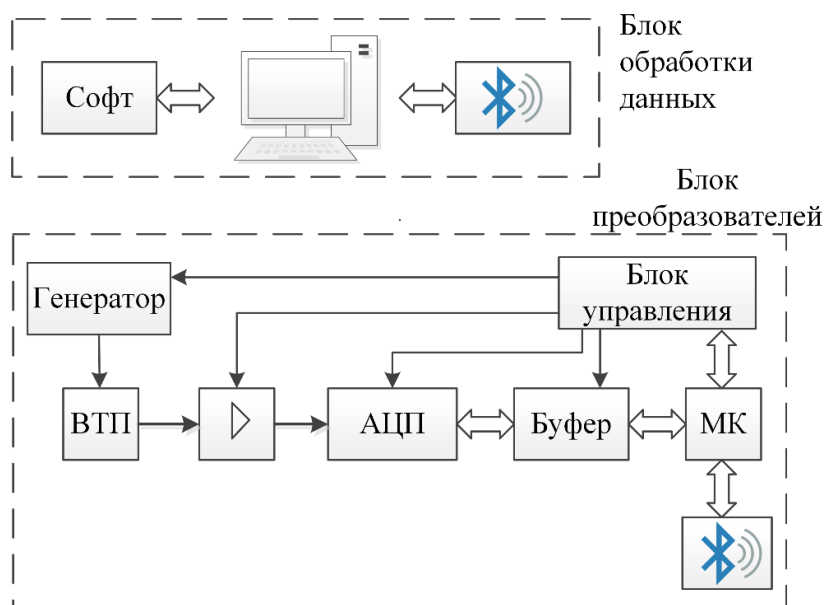 Блок
обработки
данных
Софт
Блок
преобразователей
Генератор
Блок
управления
ВТП
АЦП
Буфер
МК